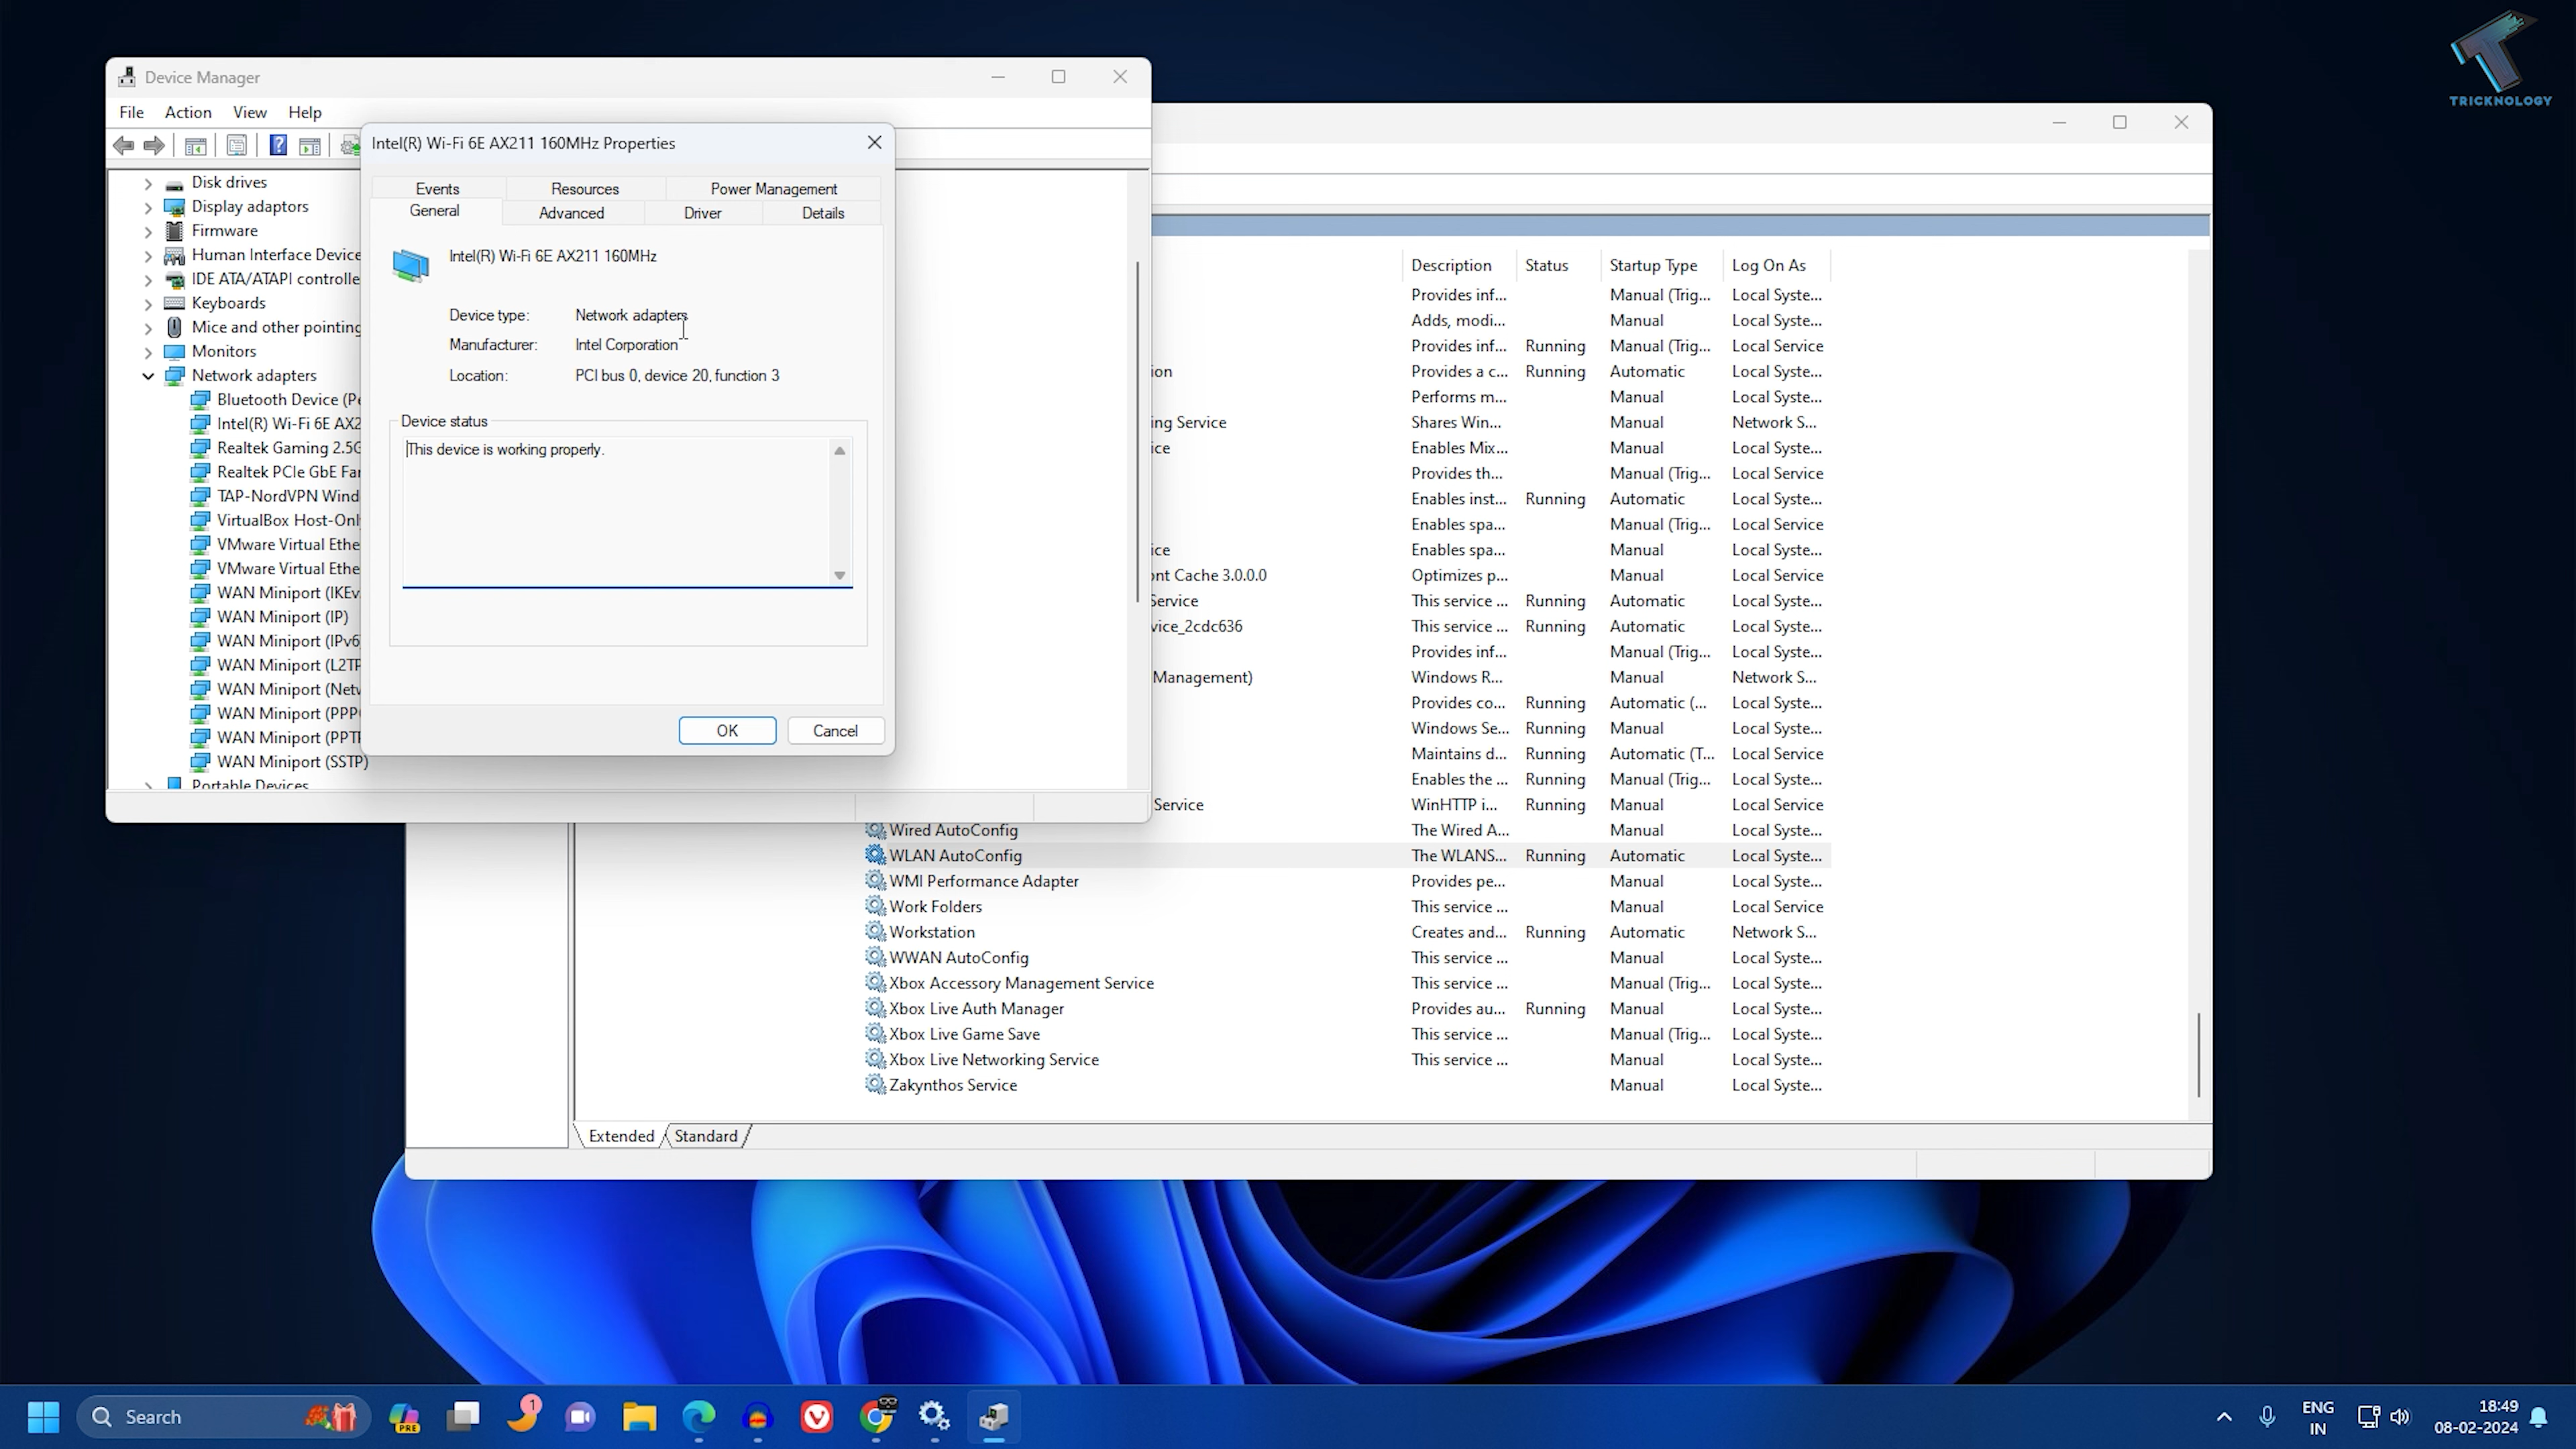 TRICKNOLOGY
Device Manager
File Action View Help
Disk drives
Display adaptors
Firmware
Human Interface Device
IDE ATA/ATAPI controlle
Keyboards
Mice and other pointing
Monitors
Network adapters
Bluetooth Device (Pe
Intel(R) Wi-Fi 6E AX2
Realtek Gaming 2.5G
Realtek PCIe GbE Far
TAP-NordVPN Wind
VirtualBox Host-Onl
VMware Virtual Ethe
VMware Virtual Ethe
WAN Miniport (IKEv
WAN Miniport (IP)
WAN Miniport (IPv6
WAN Miniport (L2TP
WAN Miniport (Netw
WAN Miniport (PPP
WAN Miniport (PPTP
WAN Miniport (SSTP)
Portable Devices
Intel(R) Wi-Fi 6E AX211 160MHz Properties
Events Resources Power Management
General Advanced Driver Details
Intel(R) Wi-Fi 6E AX211 160MHz
Device type: Network adapters
Manufacturer: Intel Corporation
Location: PCI bus 0, device 20, function 3
Device status
This device is working properly.
OK Cancel
Description Status Startup Type Log On As
Provides inf... Manual (Trig... Local Syste...
Adds, modi... Manual Local Syste...
Provides inf... Running Manual (Trig... Local Service
ion Provides a c... Running Automatic Local Syste...
Performs m... Manual Local Syste...
ing Service Shares Win... Manual Network S...
ice Enables Mix... Manual Local Syste...
Provides th... Manual (Trig... Local Service
Enables inst... Running Automatic Local Syste...
Enables spa... Manual (Trig... Local Service
ice Enables spa... Manual Local Syste...
ont Cache 3.0.0.0 Optimizes p... Manual Local Service
Service This service ... Running Automatic Local Syste...
vice_2cdc636 This service ... Running Automatic Local Syste...
Provides inf... Manual (Trig... Local Syste...
Management) Windows R... Manual Network S...
Provides co... Running Automatic (... Local Syste...
Windows Se... Running Manual Local Syste...
Maintains d... Running Automatic (T... Local Service
Enables the ... Running Manual (Trig... Local Syste...
Service WinHTTP i... Running Manual Local Service
Wired AutoConfig The Wired A... Manual Local Syste...
WLAN AutoConfig The WLANS... Running Automatic Local Syste...
WMI Performance Adapter Provides pe... Manual Local Syste...
Work Folders This service ... Manual Local Service
Workstation Creates and... Running Automatic Network S...
WWAN AutoConfig This service ... Manual Local Syste...
Xbox Accessory Management Service This service ... Manual (Trig... Local Syste...
Xbox Live Auth Manager Provides au... Running Manual Local Syste...
Xbox Live Game Save This service ... Manual (Trig... Local Syste...
Xbox Live Networking Service This service ... Manual Local Syste...
Zakynthos Service Manual Local Syste...
Extended Standard
Search
PRE
1
ENG
IN
18:49
08-02-2024